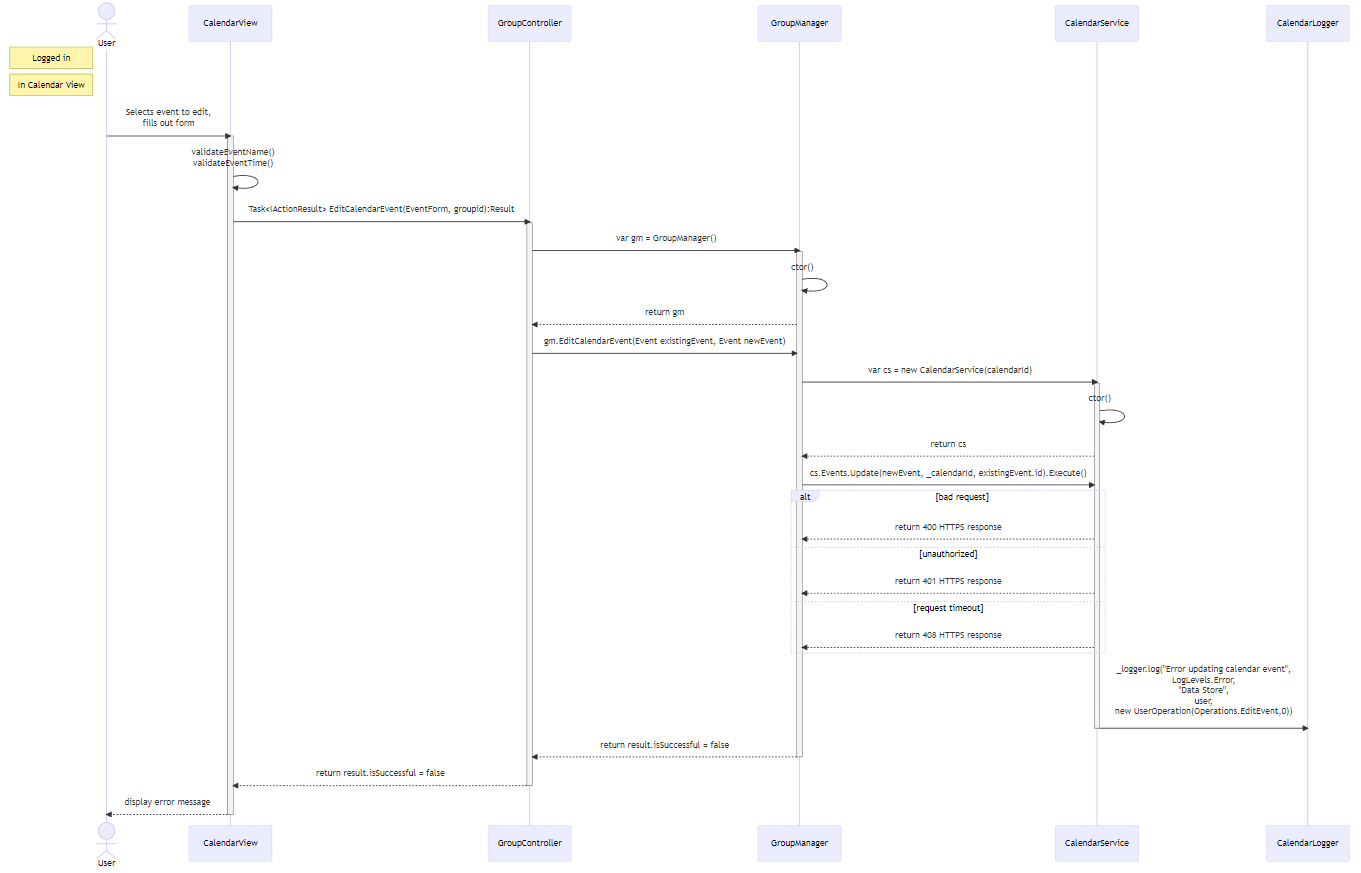 CalendarView
GroupController
GroupManager
CalendarService
CalendarLogger
User
Logged in
In Calendar View
Selects event to edit,
fills out form
validateEventName()
validateEventTime()
Task<IActionResult> EditCalendarEvent(EventForm, groupid):Result
var gm = GroupManager()
ctor()
return gm
gm.EditCalendarEvent(Event existingEvent, Event newEvent)
var cs = new CalendarService(calendarId)
ctor()
return cs
cs.Events.Update(newEvent, _calendarId, existingEvent.id).Execute()
alt
[bad request]
return 400 HTTPS response
[unauthorized]
return 401 HTTPS response
[request timeout]
return 408 HTTPS response
_logger.log("Error updating calendar event",
LogLevels.Error,
"Data Store",
user,
new UserOperation(Operations.EditEvent,0))
return result.isSuccessful = false
return result.isSuccessful = false
display error message
CalendarView
GroupController
GroupManager
CalendarService
CalendarLogger
User